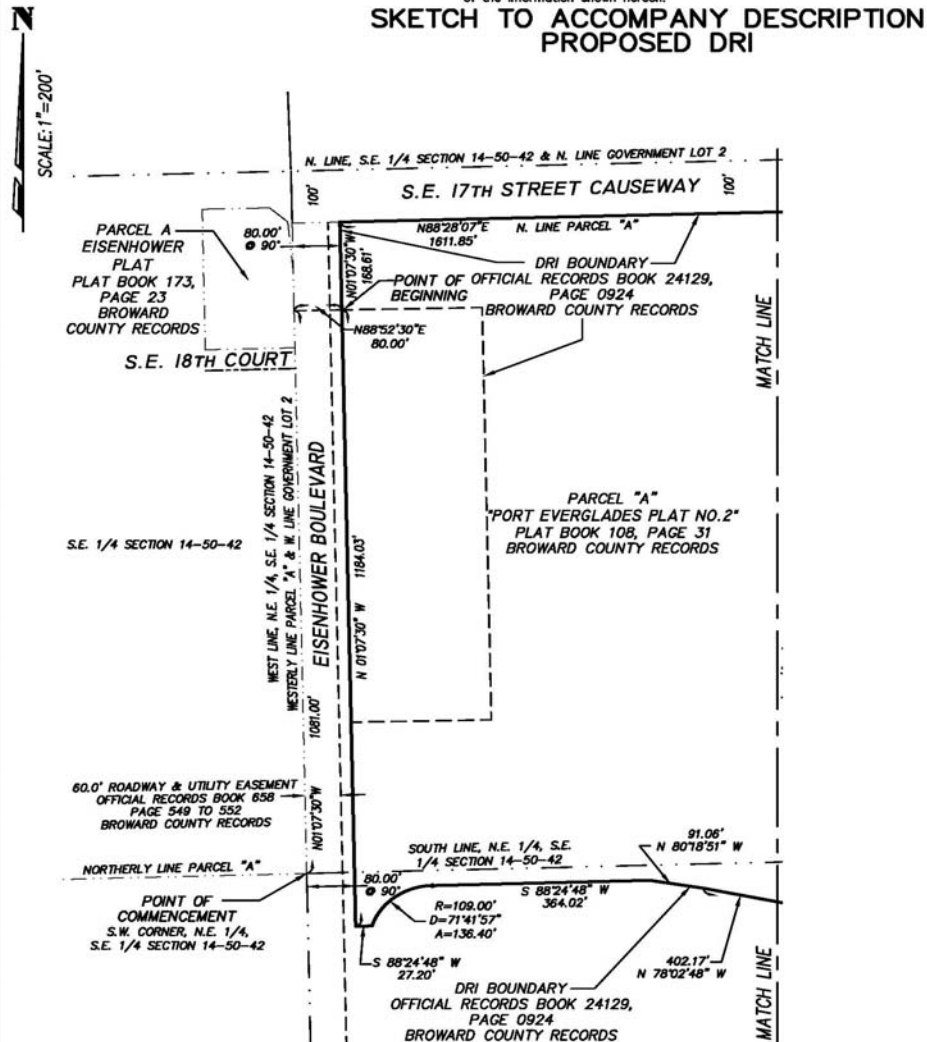 SKETCH TO ACCOMPANY DESCRIPTION
PROPOSED DRI
N
SCALE: 1"=200'
N. LINE, S.E. 1/4 SECTION 14-50-42 & N. LINE GOVERNMENT LOT 2
100'
S.E. 17TH STREET CAUSEWAY
100'
PARCEL A
EISENHOWER
PLAT
PLAT BOOK 173,
PAGE 23
BROWARD
COUNTY RECORDS
80.00'
@ 90°
N01°07'30"W
168.61'
N88°28'07"E
1611.85'
N. LINE PARCEL "A"
DRI BOUNDARY
OFFICIAL RECORDS BOOK 24129,
PAGE 0924
BROWARD COUNTY RECORDS
POINT OF
BEGINNING
N88°52'30"E
80.00'
S.E. 18TH COURT
MATCH LINE
WEST LINE, N.E. 1/4, S.E. 1/4 SECTION 14-50-42
WESTERLY LINE PARCEL "A" & W. LINE GOVERNMENT LOT 2
EISENHOWER BOULEVARD
N 01°07'30" W 1184.03'
PARCEL "A"
"PORT EVERGLADES PLAT NO.2"
PLAT BOOK 108, PAGE 31
BROWARD COUNTY RECORDS
S.E. 1/4 SECTION 14-50-42
N01°07'30"W 1081.00'
60.0' ROADWAY & UTILITY EASEMENT
OFFICIAL RECORDS BOOK 658
PAGE 549 TO 552
BROWARD COUNTY RECORDS
NORTHERLY LINE PARCEL "A"
SOUTH LINE, N.E. 1/4, S.E.
1/4 SECTION 14-50-42
91.06'
N 80°18'51" W
80.00'
@ 90°
POINT OF
COMMENCEMENT
S.W. CORNER, N.E. 1/4,
S.E. 1/4 SECTION 14-50-42
R=109.00'
D=71°41'57"
A=136.40'
S 88°24'48" W
364.02'
S 88°24'48" W
27.20'
402.17'
N 78°02'48" W
DRI BOUNDARY
OFFICIAL RECORDS BOOK 24129,
PAGE 0924
BROWARD COUNTY RECORDS
MATCH LINE